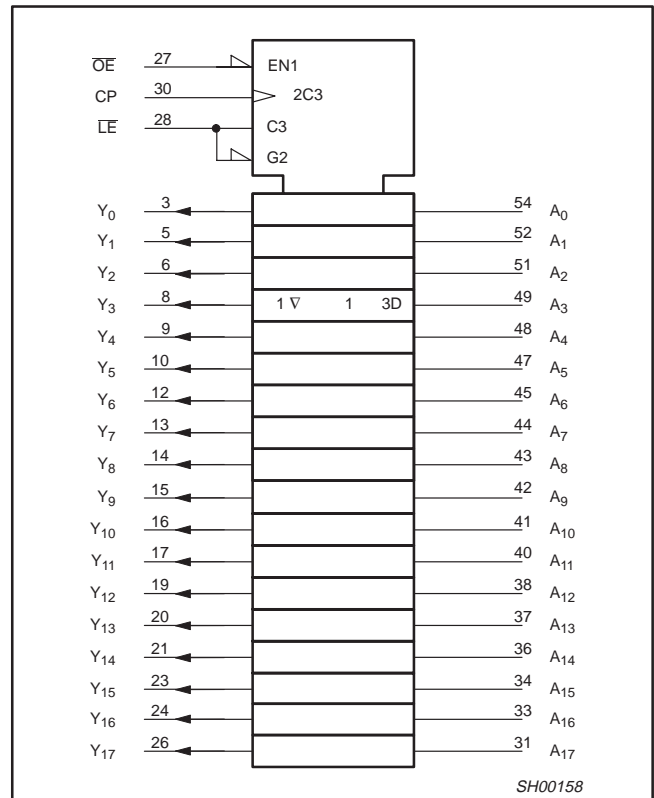 O̅E̅ 27 EN1
CP 30 2C3
L̅E̅ 28 C3
G2
Y₀ 3 54 A₀
Y₁ 5 52 A₁
Y₂ 6 51 A₂
Y₃ 8 1 ∇ 1 3D 49 A₃
Y₄ 9 48 A₄
Y₅ 10 47 A₅
Y₆ 12 45 A₆
Y₇ 13 44 A₇
Y₈ 14 43 A₈
Y₉ 15 42 A₉
Y₁₀ 16 41 A₁₀
Y₁₁ 17 40 A₁₁
Y₁₂ 19 38 A₁₂
Y₁₃ 20 37 A₁₃
Y₁₄ 21 36 A₁₄
Y₁₅ 23 34 A₁₅
Y₁₆ 24 33 A₁₆
Y₁₇ 26 31 A₁₇
SH00158